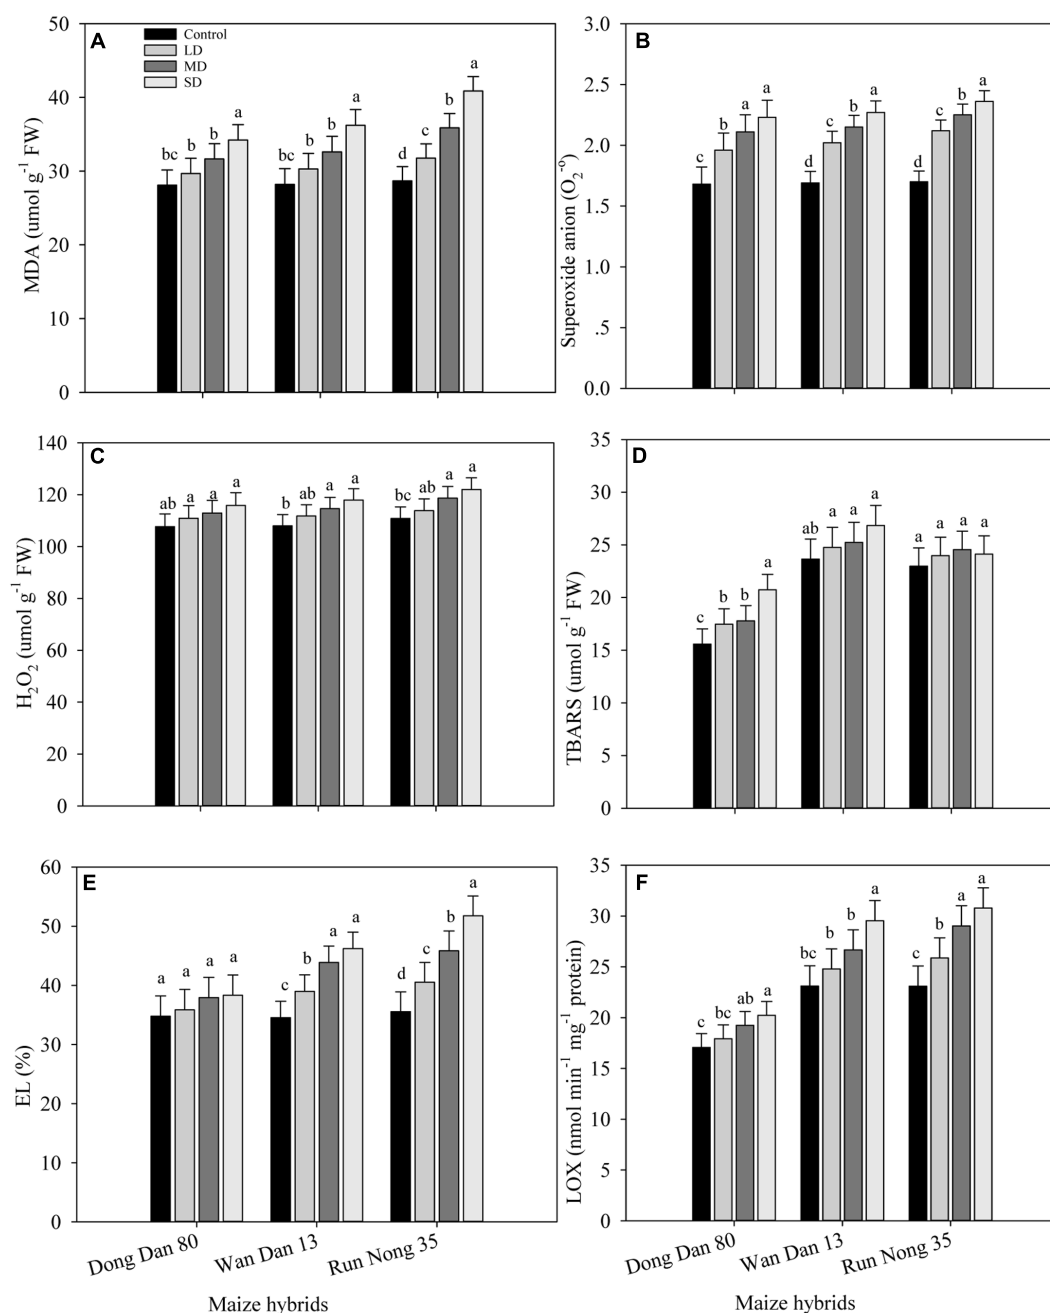 A
Control
LD
MD
SD
MDA (umol g-1 FW)
50
40
30
20
10
0
bc b b a
bc b b a
d c b a
B
Superoxide anion (O2-o)
3.0
2.5
2.0
1.5
1.0
.5
0.0
c b a a
d c b a
d c b a
C
H2O2 (umol g-1 FW)
140
120
100
80
60
40
20
0
ab a a a
b ab a a
bc ab a a
D
TBARS (umol g-1 FW)
35
30
25
20
15
10
5
0
c b b a
ab a a a
a a a a
E
EL (%)
60
50
40
30
20
10
0
a a a a
c b a a
d c b a
Dong Dan 80
Wan Dan 13
Run Nong 35
Maize hybrids
F
LOX (nmol min-1 mg-1 protein)
35
30
25
20
15
10
5
0
c bc ab a
bc b b a
c b a a
Dong Dan 80
Wan Dan 13
Run Nong 35
Maize hybrids